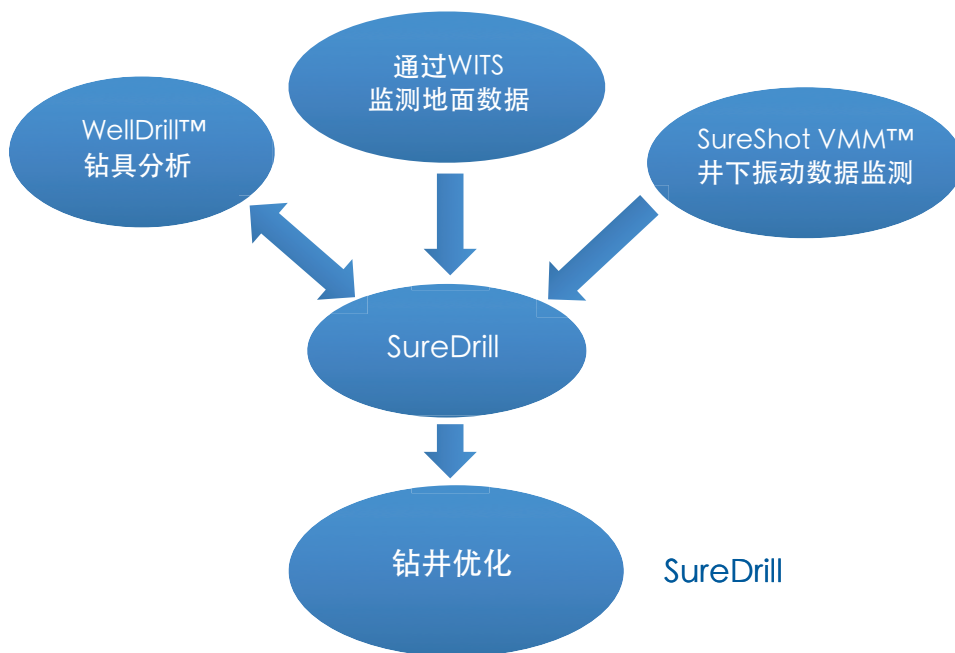 通过WITS
监测地面数据
WellDrill™
钻具分析
SureShot VMM™
井下振动数据监测
SureDrill
钻井优化
SureDrill